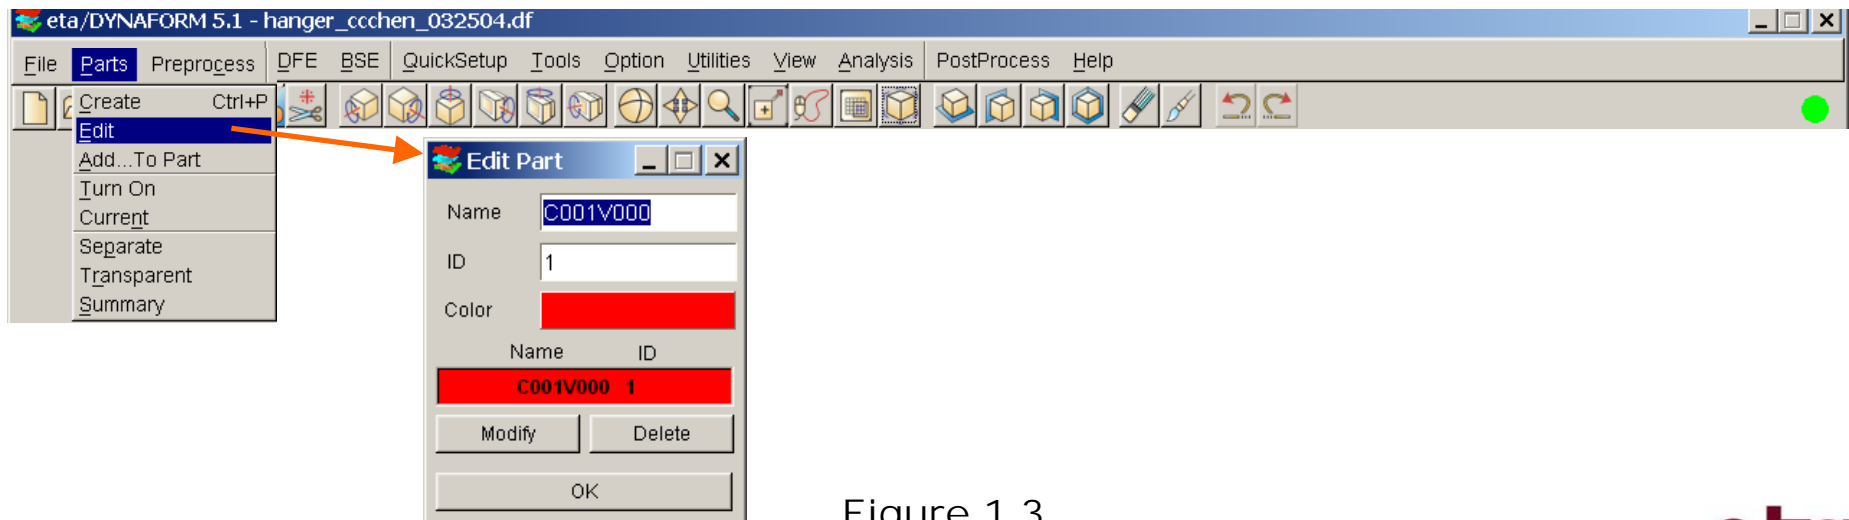 eta/DYNAFORM 5.1 - hanger_ccchen_032504.df
File Parts Preprocess DFE BSE QuickSetup Tools Option Utilities View Analysis PostProcess Help
Create Ctrl+P
Edit
Add...To Part
Turn On
Current
Separate
Transparent
Summary
Edit Part
Name C001V000
ID 1
Color
Name ID
C001V000 1
Modify Delete
OK
Figure 1.3